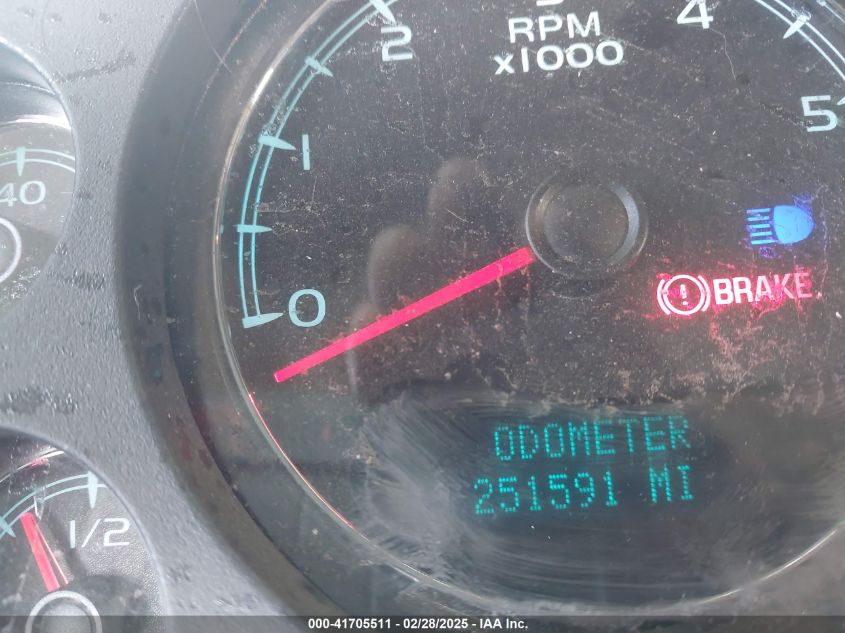 RPM
x1000
0
1
2
4
5
40
BRAKE
ODOMETER
251591 MI
1/2
000-41705511 - 02/28/2025 - IAA Inc.